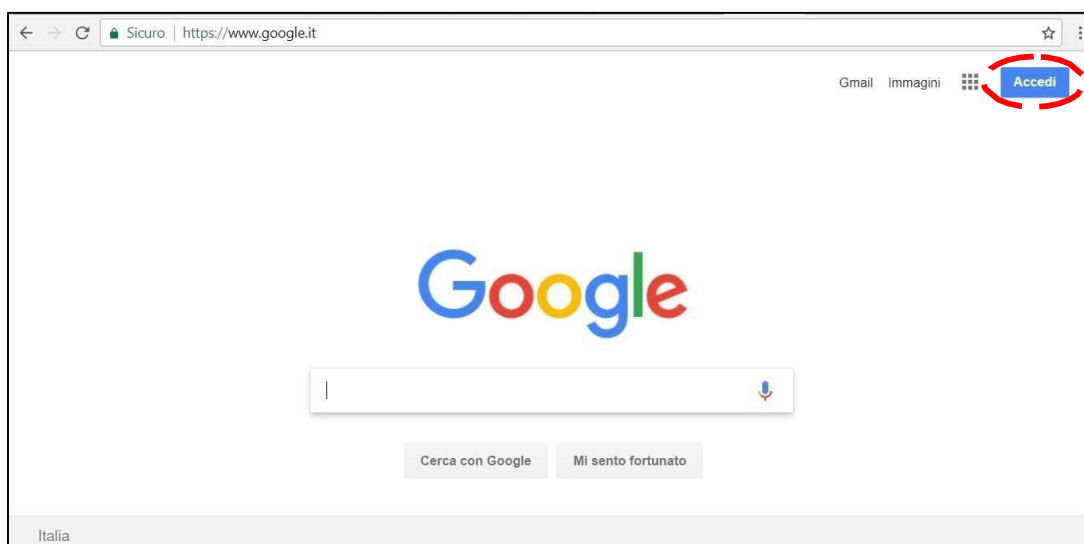 Sicuro https://www.google.it
Gmail Immagini Accedi
Google
Cerca con Google Mi sento fortunato
Italia